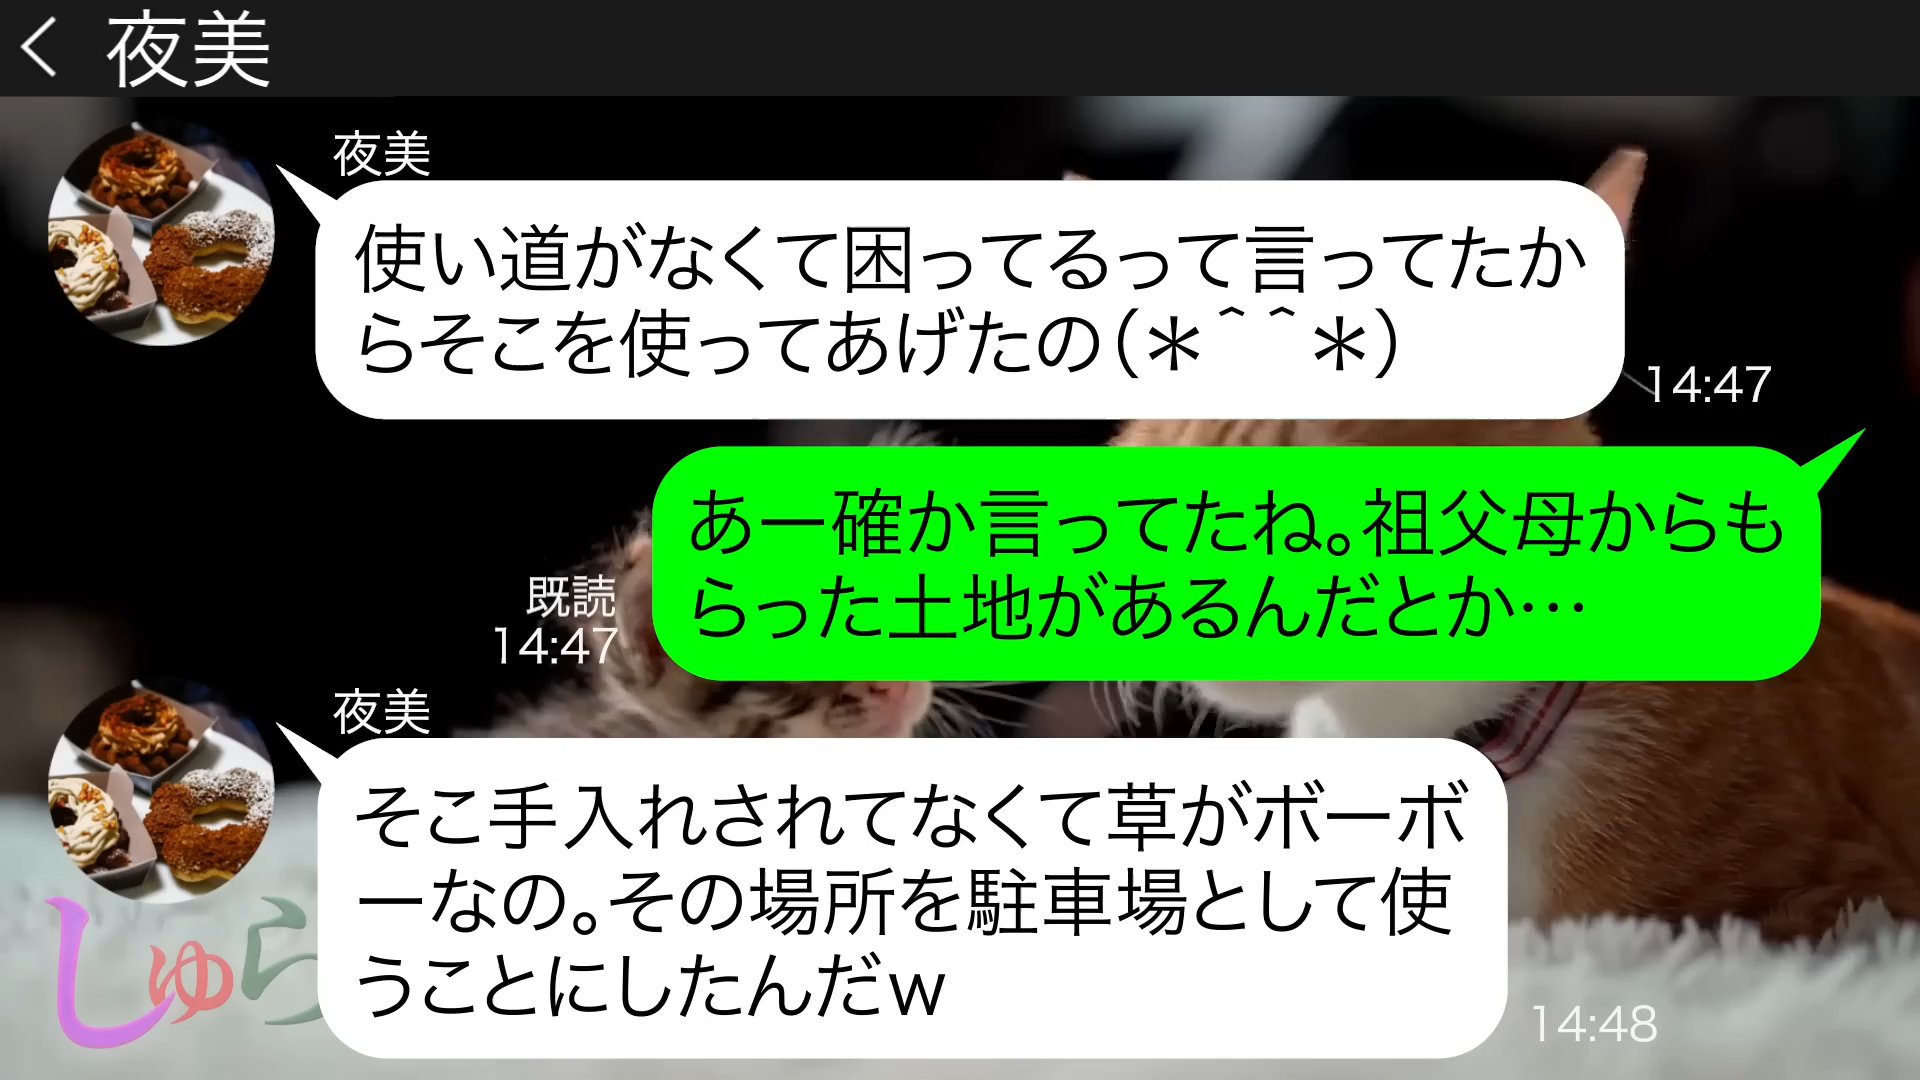 夜美
夜美
使い道がなくて困ってるって言ってたか
らそこを使ってあげたの(＊＾＾＊)
14:47
あー確か言ってたね。祖父母からも
らった土地があるんだとか…
既読
14:47
夜美
そこ手入れされてなくて草がボーボ
ーなの。その場所を駐車場として使
うことにしたんだw
14:48
しゅら